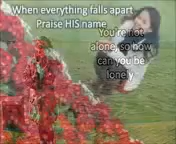 When everything falls apart
Praise HIS name
You're not
alone, so how
can you be
lonely